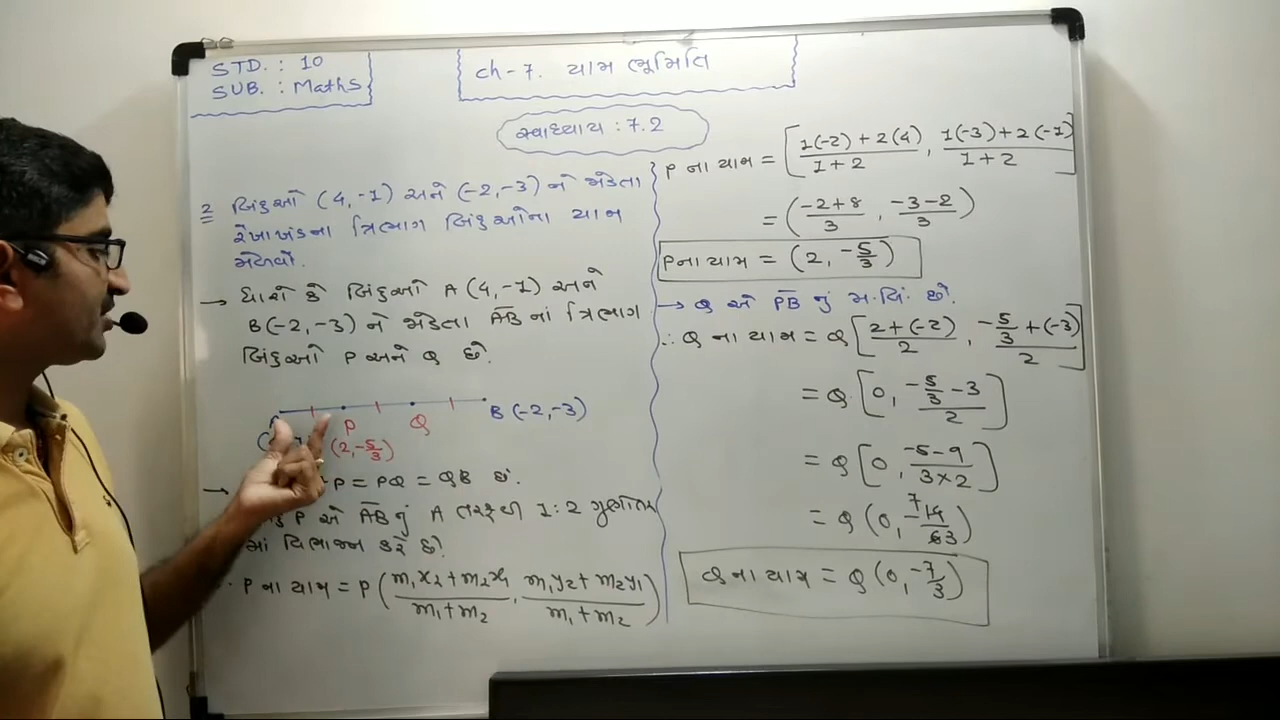 STD. : 10
SUB. : Maths
ch-7. યામ ભૂમિતિ
સ્વાધ્યાય : 7.2
2 બિંદુઓ (4,-1) અને (-2,-3) ને જોડતા
રેખાખંડના ત્રિભાગ બિંદુઓના યામ
મેળવો.
→ ધારો કે બિંદુઓ A(4,-1) અને
B(-2,-3) ને જોડતા A̅B̅નાં ત્રિભાગ
બિંદુઓ P અને Q છે.
P Q B(-2,-3)
(2,-5/3)
→ P = PQ = QB છે.
P એ A̅B̅નું A તરફથી 1:2 ગુણોત્તર
માં વિભાજન કરે છે.
P ના યામ = P((m₁x₂+m₂x₁)/(m₁+m₂), (m₁y₂+m₂y₁)/(m₁+m₂))
P ના યામ = [(1(-2)+2(4))/(1+2), (1(-3)+2(-1))/(1+2)]
= ((-2+8)/3, (-3-2)/3)
P ના યામ = (2, -5/3)
→ Q એ P̅B̅ નું મ.બિં. છે.
∴ Q ના યામ = Q[(2+(-2))/2, (-5/3+(-3))/2]
= Q[0, (-5/3-3)/2]
= Q[0, (-5-9)/(3×2)]
= Q(0, -14/6) 7 3
Q ના યામ = Q(0, -7/3)